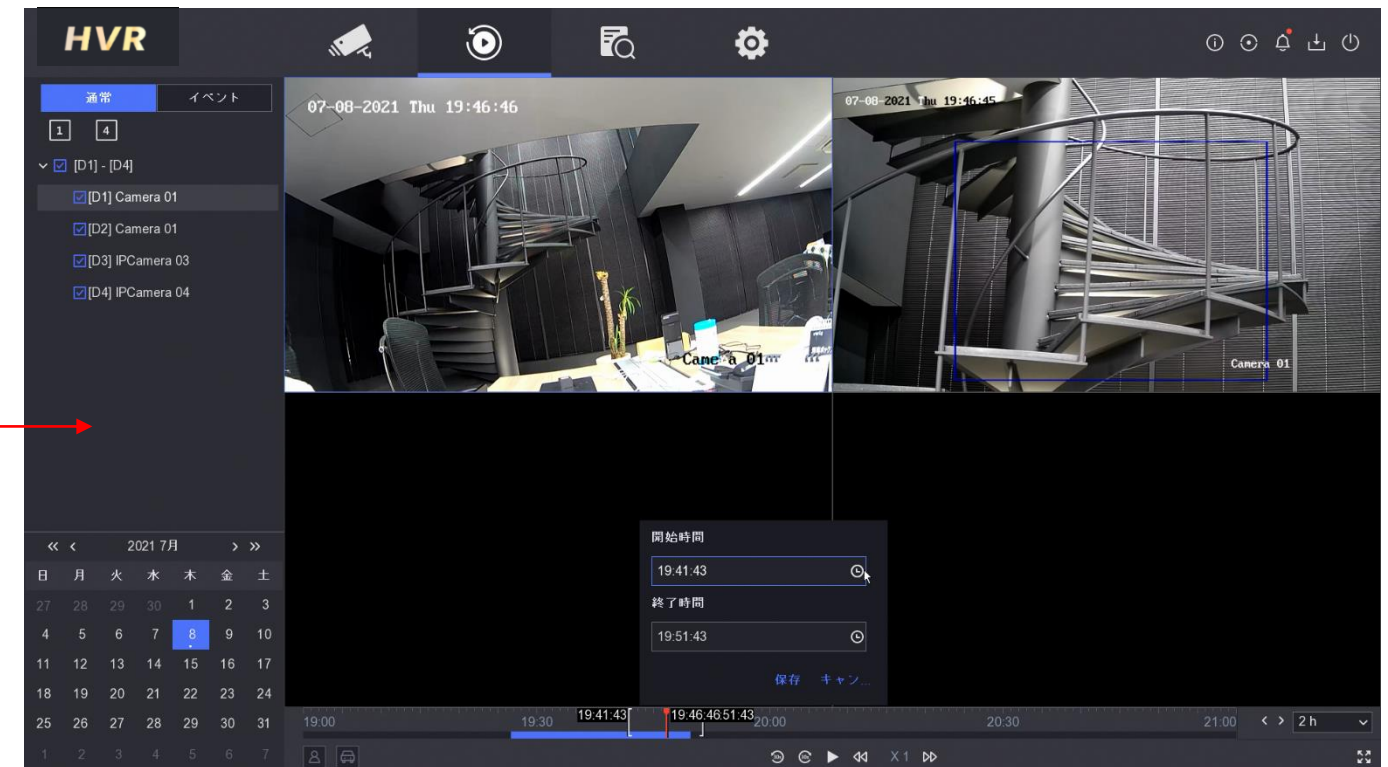 HVR
通常 イベント
1 4
[D1] - [D4]
[D1] Camera 01
[D2] Camera 01
[D3] IPCamera 03
[D4] IPCamera 04
07-08-2021 Thu 19:46:46
Came a 01
07-08-2021 Thu 19:46:45
Camera 01
2021 7月
日 月 火 水 木 金 土
27 28 29 30 1 2 3
4 5 6 7 8 9 10
11 12 13 14 15 16 17
18 19 20 21 22 23 24
25 26 27 28 29 30 31
1 2 3 4 5 6 7
開始時間
19:41:43
終了時間
19:51:43
保存 キャン...
19:41:43 19:46:46 51:43
19:00 19:30 20:00 20:30 21:00 2 h
X 1